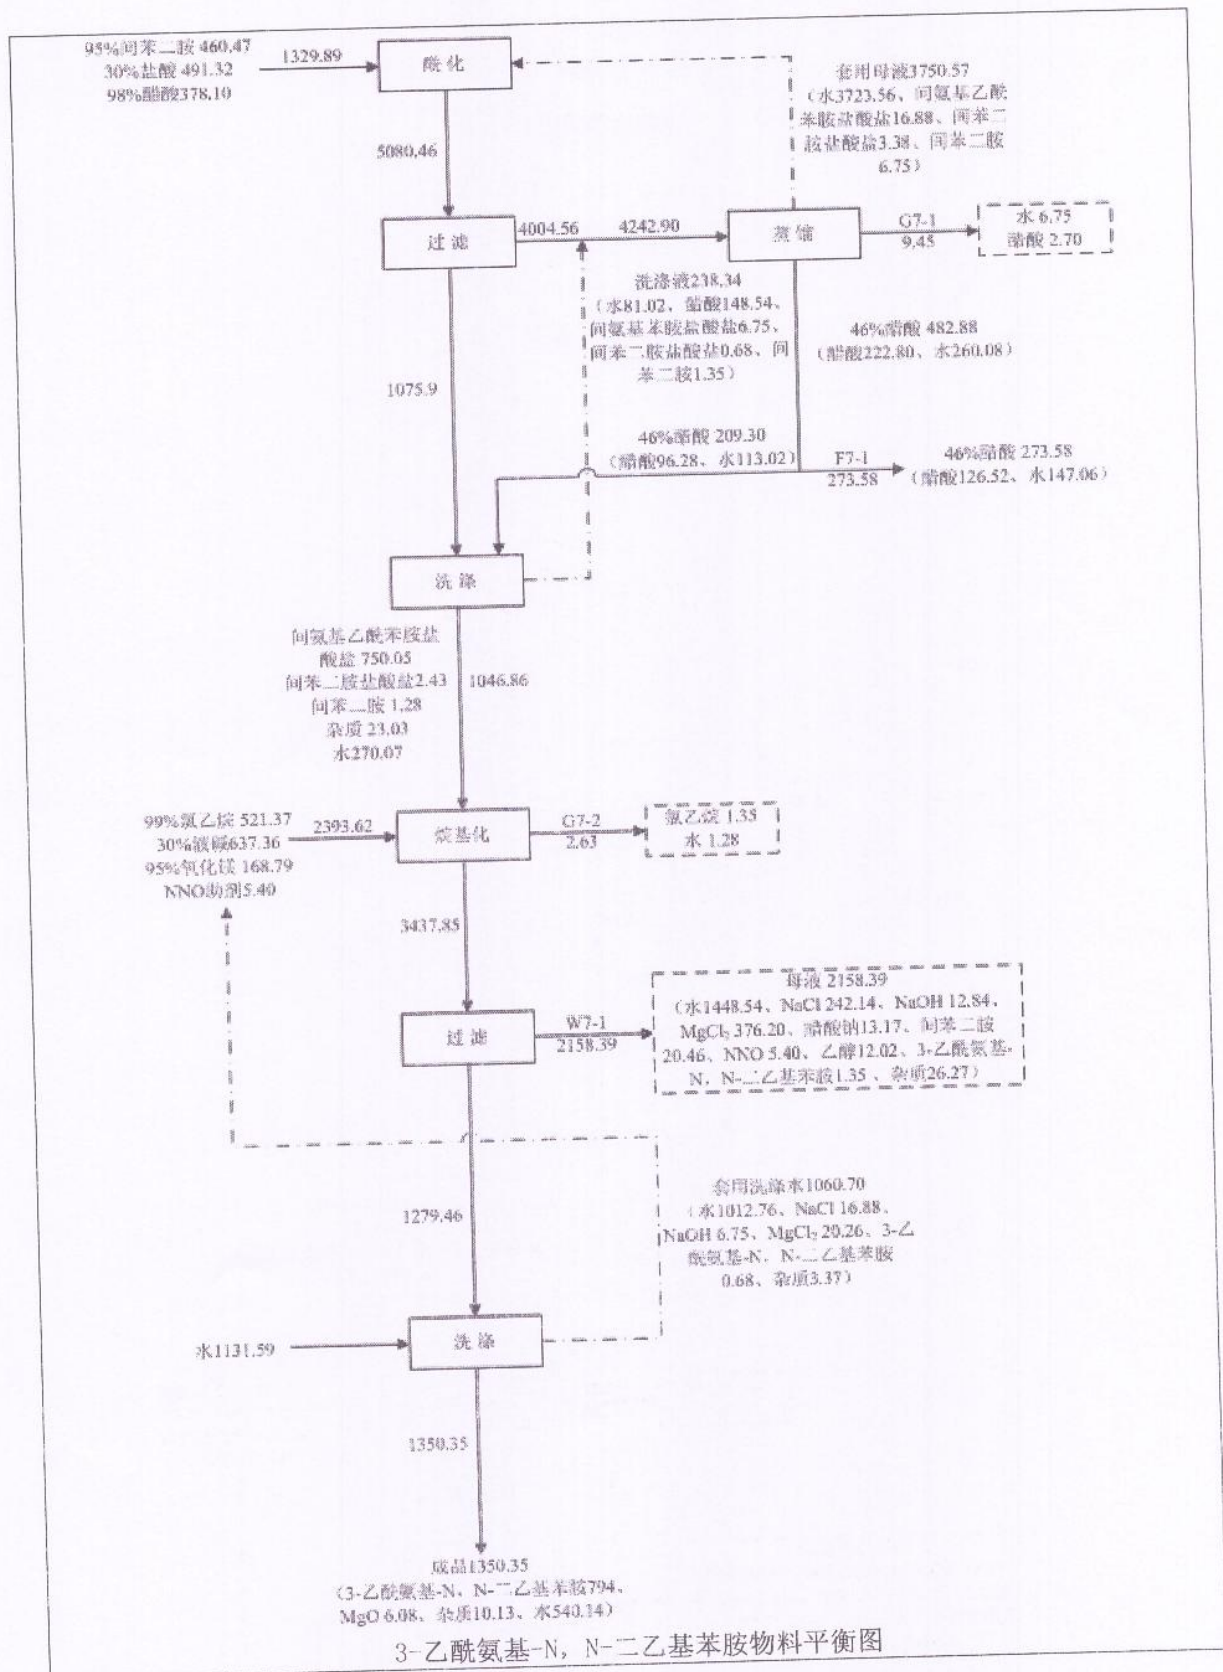 95%间苯二胺 460.47
30%盐酸 491.32
98%醋酸378.10
1329.89
酰化
套用母液3750.57
（水3723.56、间氨基乙酰
苯胺盐酸盐16.88、间苯二
胺盐酸盐3.38、间苯二胺
6.75）
5080.46
过滤
4004.56
4242.90
蒸馏
G7-1
9.45
水 6.75
醋酸 2.70
洗涤液238.34
（水81.02、醋酸148.54、
间氨基苯胺盐酸盐6.75、
间苯二胺盐酸盐0.68、间
苯二胺1.35）
46%醋酸 482.88
（醋酸222.80、水260.08）
1075.9
46%醋酸 209.30
（醋酸96.28、水113.02）
F7-1
273.58
46%醋酸 273.58
（醋酸126.52、水147.06）
洗涤
间氨基乙酰苯胺盐
酸盐 750.05
间苯二胺盐酸盐2.43
间苯二胺 1.28
杂质 23.03
水270.07
1046.86
99%氯乙烷 521.37
30%液碱637.36
95%氧化镁 168.79
NNO助剂5.40
2393.62
烷基化
G7-2
2.63
氯乙烷 1.35
水 1.28
3437.85
过滤
W7-1
2158.39
母液 2158.39
（水1448.54、NaCl 242.14、NaOH 12.84、
MgCl₂ 376.20、醋酸钠13.17、间苯二胺
20.46、NNO 5.40、乙醇12.02、3-乙酰氨基-
N，N-二乙基苯胺1.35 、杂质26.27）
1279.46
套用洗涤水1060.70
（水1012.76、NaCl 16.88、
NaOH 6.75、MgCl₂ 20.26、3-乙
酰氨基-N，N-二乙基苯胺
0.68、杂质3.37）
水1131.59
洗涤
1350.35
成品1350.35
(3-乙酰氨基-N、N-二乙基苯胺794、
MgO 6.08、杂质10.13、水540.14）
3-乙酰氨基-N，N-二乙基苯胺物料平衡图